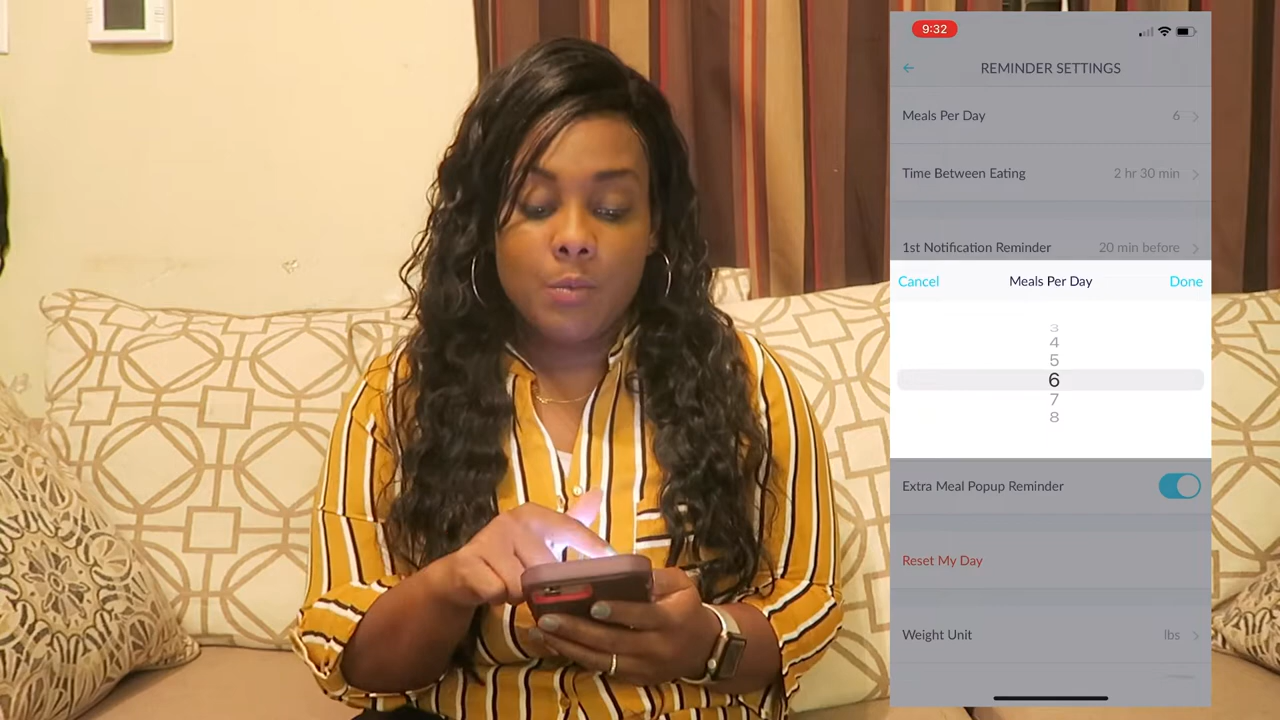 9:32
REMINDER SETTINGS
Meals Per Day 6
Time Between Eating 2 hr 30 min
1st Notification Reminder 20 min before
Cancel Meals Per Day Done
3
4
5
6
7
8
Extra Meal Popup Reminder
Reset My Day
Weight Unit lbs